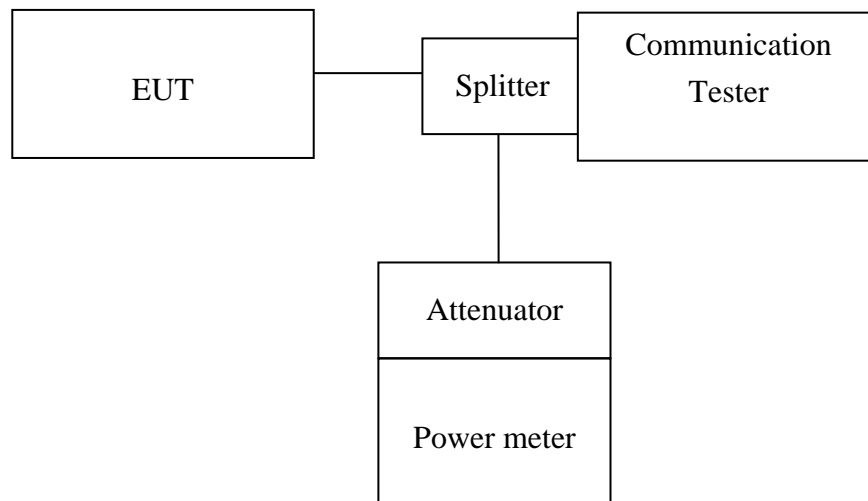 EUT
Splitter
Communication
Tester
Attenuator
Power meter